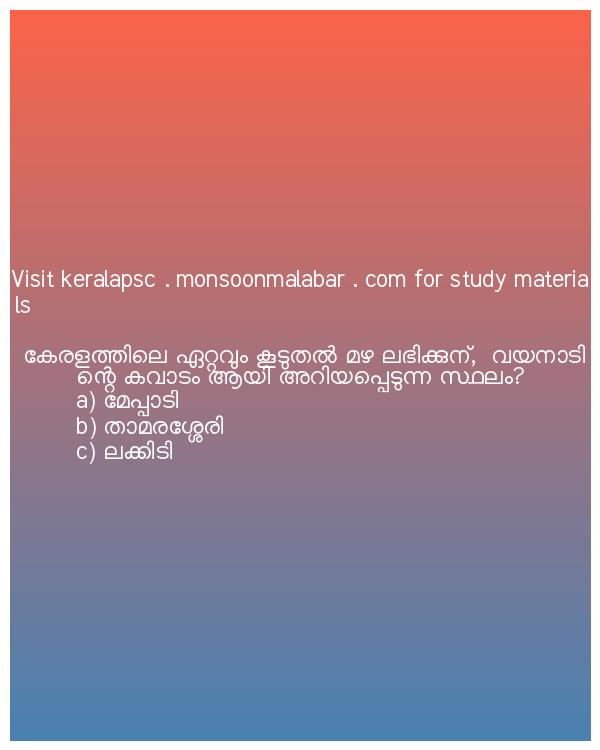 Visit keralapsc . monsoonmalabar . com for study materia
ls
കേരളത്തിലെ ഏറ്റവും കൂടുതൽ മഴ ലഭിക്കുന്, വയനാടി
ന്റെ കവാടം ആയി അറിയപ്പെടുന്ന സ്ഥലം?
a) മേപ്പാടി
b) താമരശ്ശേരി
c) ലക്കിടി